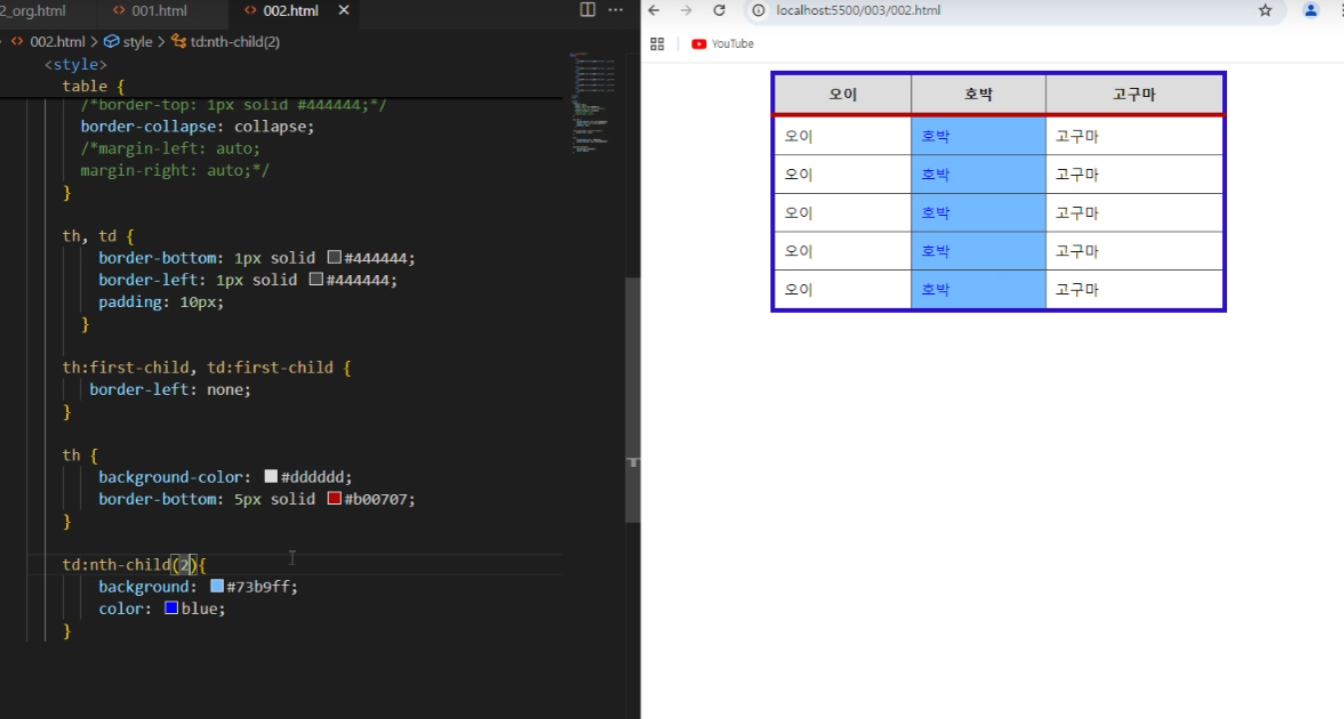 2_org.html
001.html
002.html
002.html > style > td:nth-child(2)
<style>
table {
/*border-top: 1px solid #444444;*/
border-collapse: collapse;
/*margin-left: auto;
margin-right: auto;*/
}
th, td {
border-bottom: 1px solid #444444;
border-left: 1px solid #444444;
padding: 10px;
}
th:first-child, td:first-child {
border-left: none;
}
th {
background-color: #dddddd;
border-bottom: 5px solid #b00707;
}
td:nth-child(2){
background: #73b9ff;
color: blue;
}
localhost:5500/003/002.html
YouTube
오이 호박 고구마
오이 호박 고구마
오이 호박 고구마
오이 호박 고구마
오이 호박 고구마
오이 호박 고구마